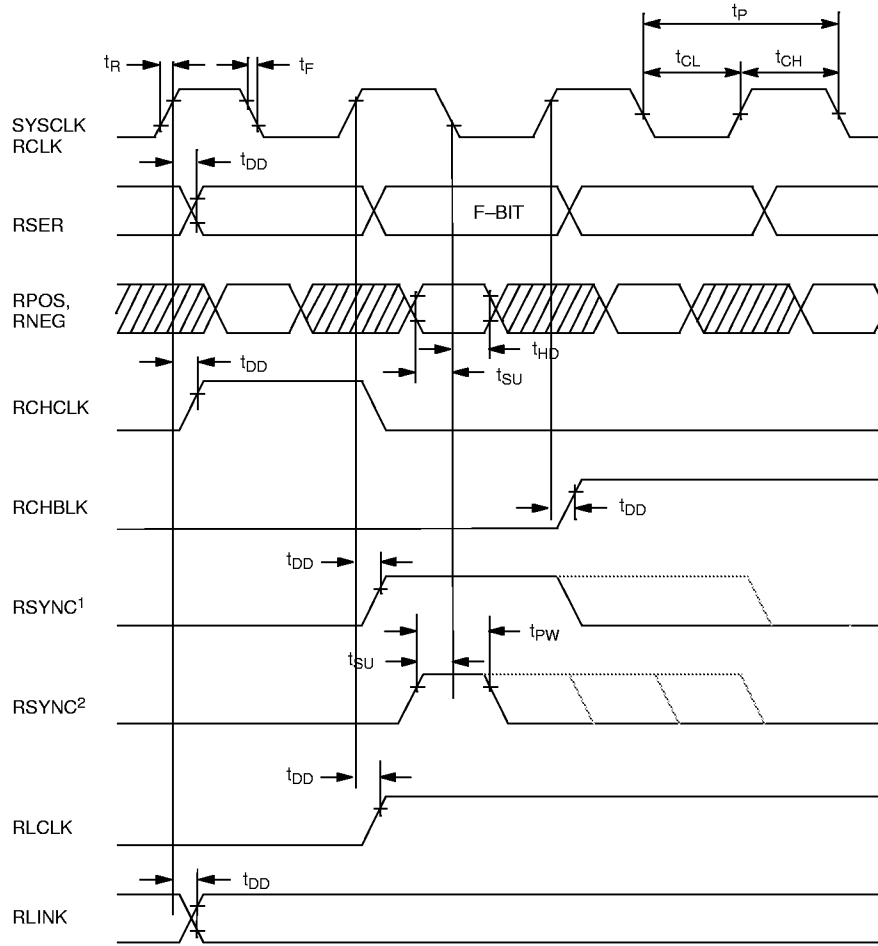 tP
tR
tF
tCL
tCH
SYSCLK
RCLK
tDD
RSER
F–BIT
RPOS,
RNEG
tHD
tDD
tSU
RCHCLK
RCHBLK
tDD
tDD
RSYNC1
tPW
tSU
RSYNC2
tDD
RLCLK
tDD
RLINK